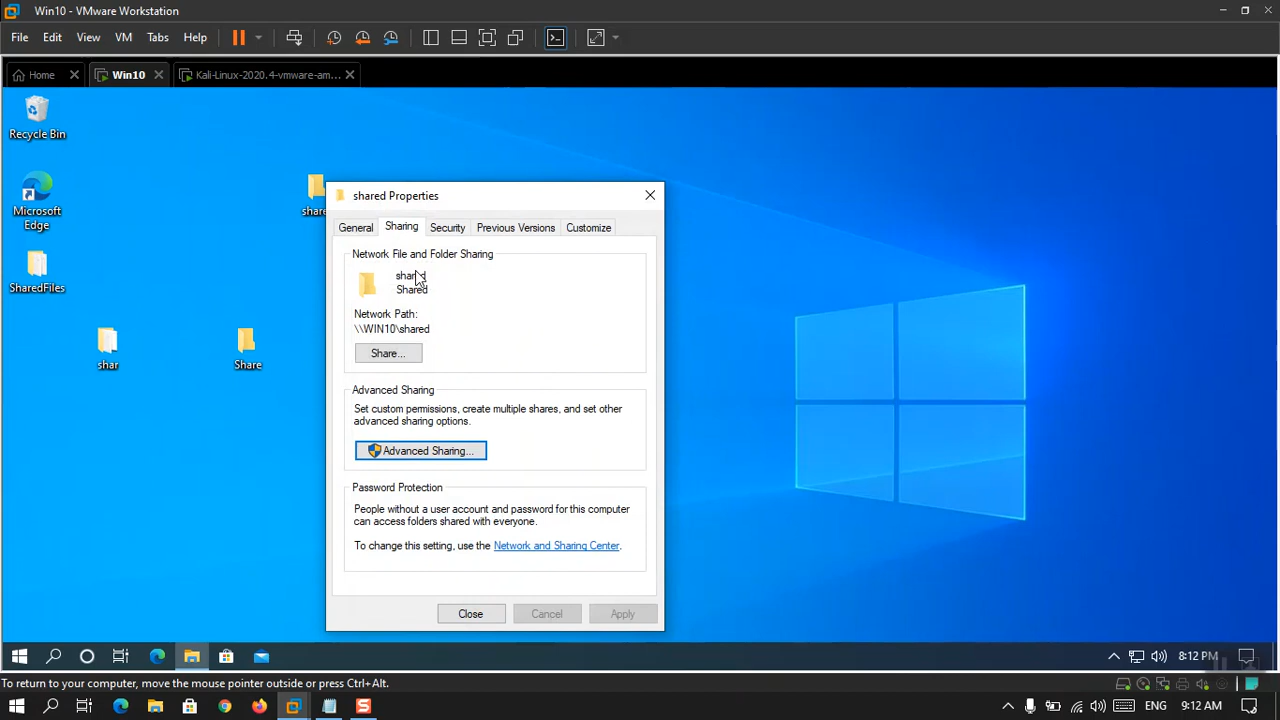 Win10 - VMware Workstation
File Edit View VM Tabs Help
Home Win10 Kali-Linux-2020.4-vmware-am...
Recycle Bin
Microsoft
Edge
SharedFiles
shar
Share
shared Properties
General Sharing Security Previous Versions Customize
Network File and Folder Sharing
shared
Shared
Network Path:
\\WIN10\shared
Share...
Advanced Sharing
Set custom permissions, create multiple shares, and set other
advanced sharing options.
Advanced Sharing...
Password Protection
People without a user account and password for this computer
can access folders shared with everyone.
To change this setting, use the Network and Sharing Center.
Close Cancel Apply
8:12 PM
To return to your computer, move the mouse pointer outside or press Ctrl+Alt.
ENG 9:12 AM